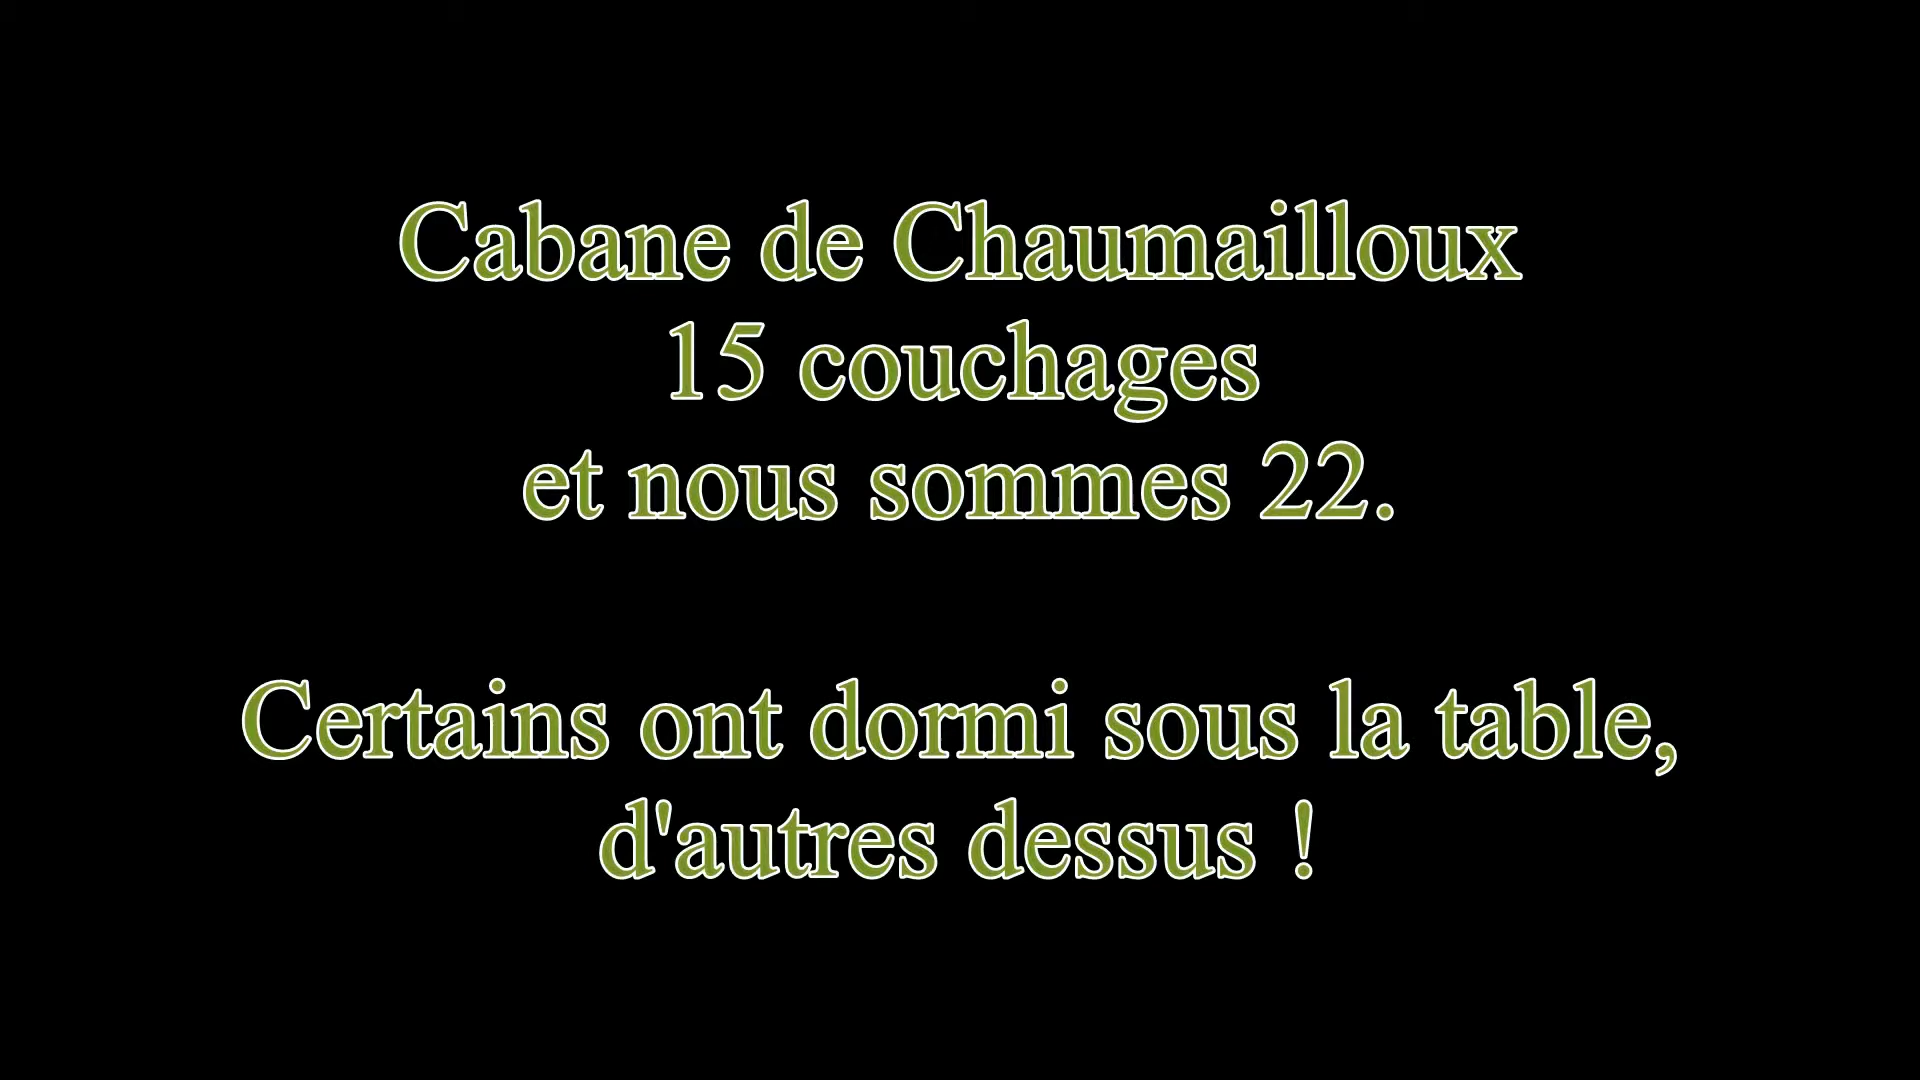 Cabane de Chaumailloux
15 couchages
et nous sommes 22.
Certains ont dormi sous la table,
d'autres dessus !